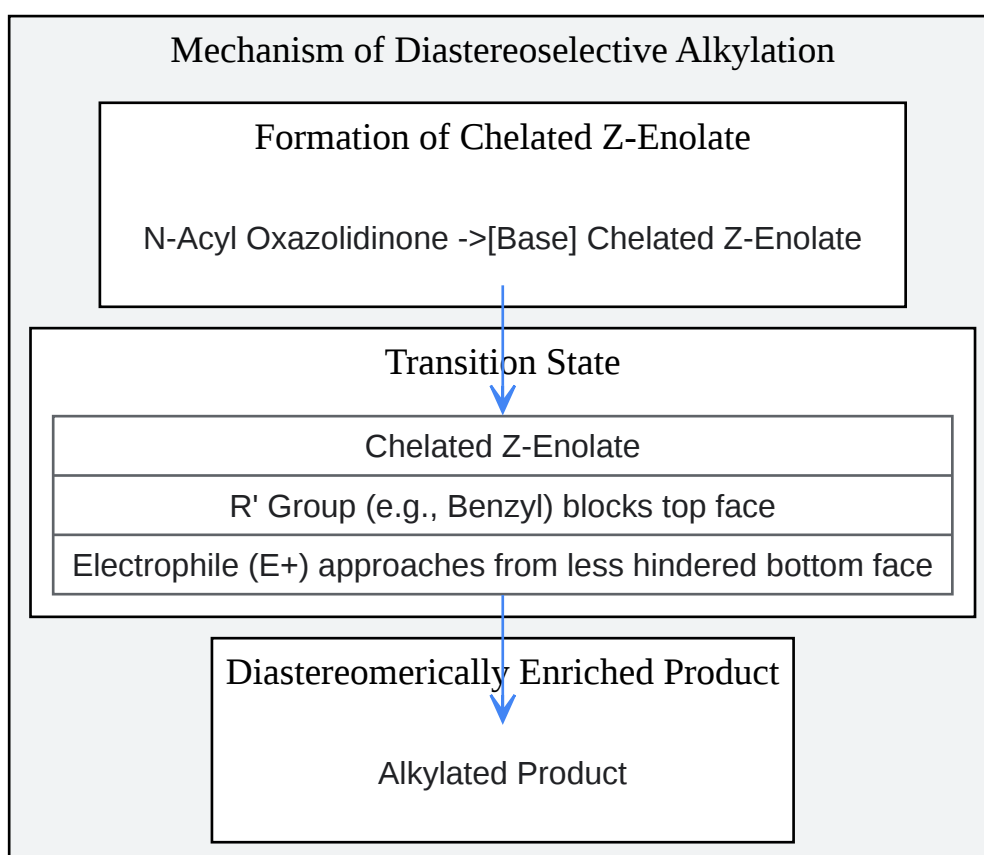 Mechanism of Diastereoselective Alkylation
Formation of Chelated Z-Enolate
N-Acyl Oxazolidinone ->[Base] Chelated Z-Enolate
Transition State
Chelated Z-Enolate
R' Group (e.g., Benzyl) blocks top face
Electrophile (E+) approaches from less hindered bottom face
Diastereomerically Enriched Product
Alkylated Product